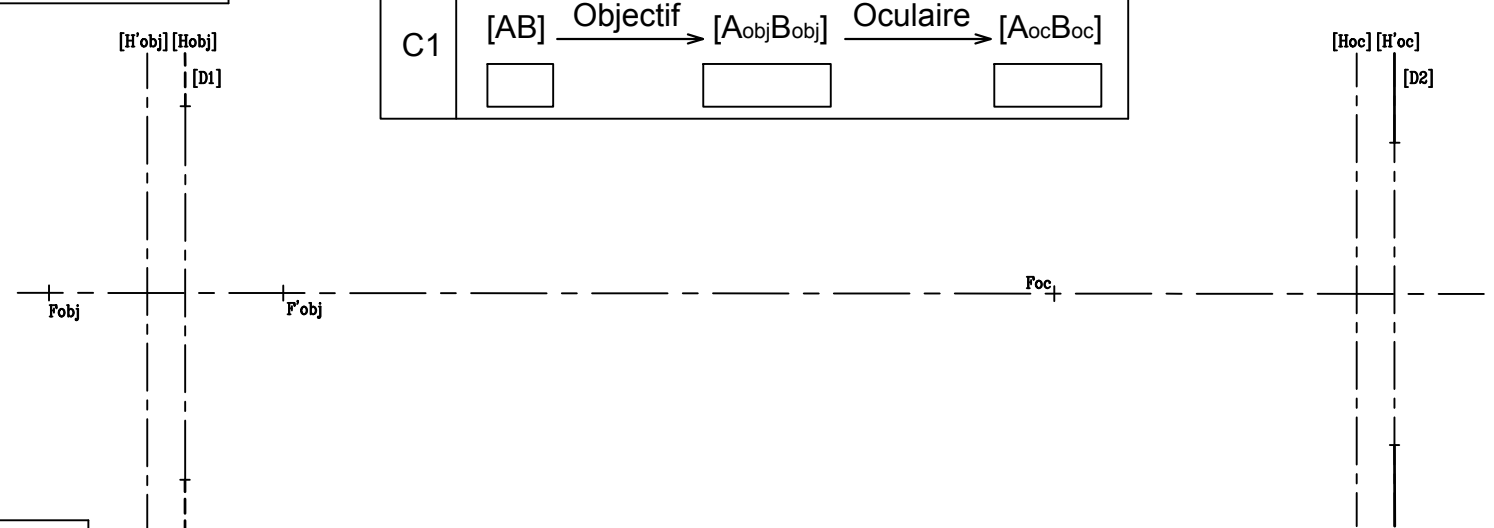 C1
[AB] Objectif [AobjBobj] Oculaire [AocBoc]
[H'obj] [Hobj]
[D1]
[Hoc] [H'oc]
[D2]
Fobj
F'obj
Foc